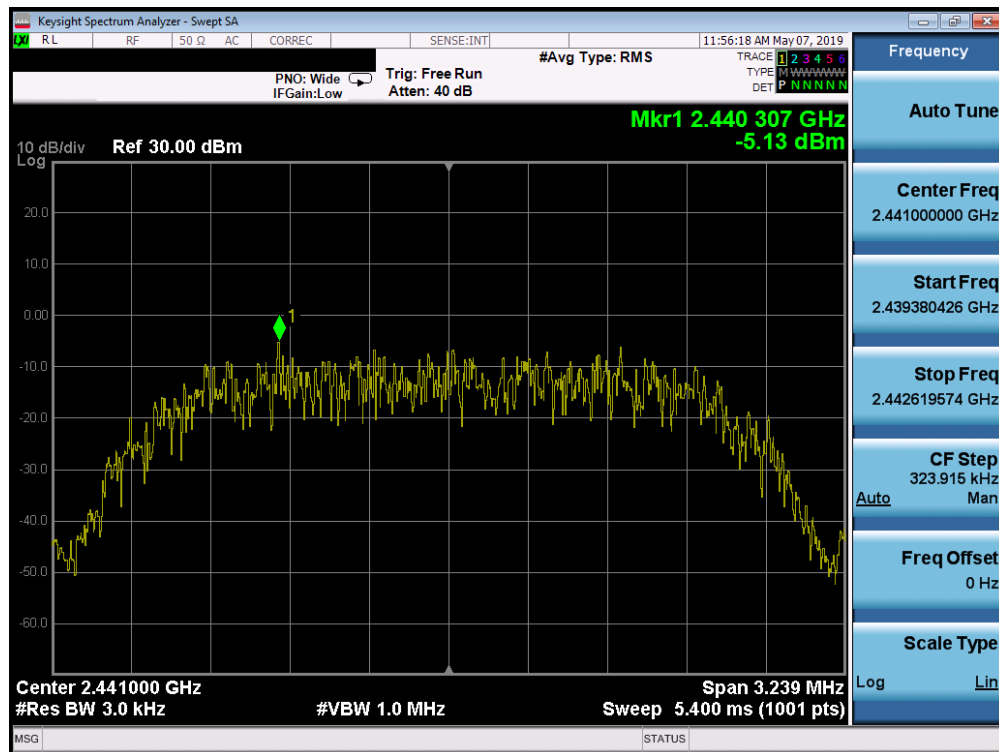 Keysight Spectrum Analyzer - Swept SA
LXI RL RF 50 Ω AC CORREC SENSE:INT 11:56:18 AM May 07, 2019
#Avg Type: RMS
TRACE 1 2 3 4 5 6
PNO: Wide Trig: Free Run TYPE M WWWWW
IFGain:Low Atten: 40 dB DET P N N N N N
Mkr1 2.440 307 GHz
-5.13 dBm
10 dB/div Ref 30.00 dBm
Log
20.0
10.0
0.00
1
-10.0
-20.0
-30.0
-40.0
-50.0
-60.0
Center 2.441000 GHz Span 3.239 MHz
#Res BW 3.0 kHz #VBW 1.0 MHz Sweep 5.400 ms (1001 pts)
MSG STATUS
Frequency
Auto Tune
Center Freq
2.441000000 GHz
Start Freq
2.439380426 GHz
Stop Freq
2.442619574 GHz
CF Step
323.915 kHz
Auto Man
Freq Offset
0 Hz
Scale Type
Log Lin